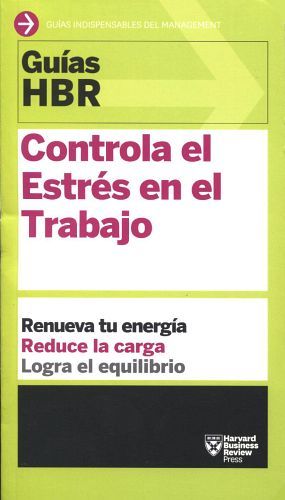 GUÍAS INDISPENSABLES DEL MANAGEMENT
Guías
HBR
Controla el
Estrés en el
Trabajo
Renueva tu energía
Reduce la carga
Logra el equilibrio
Harvard
Business
Review
Press